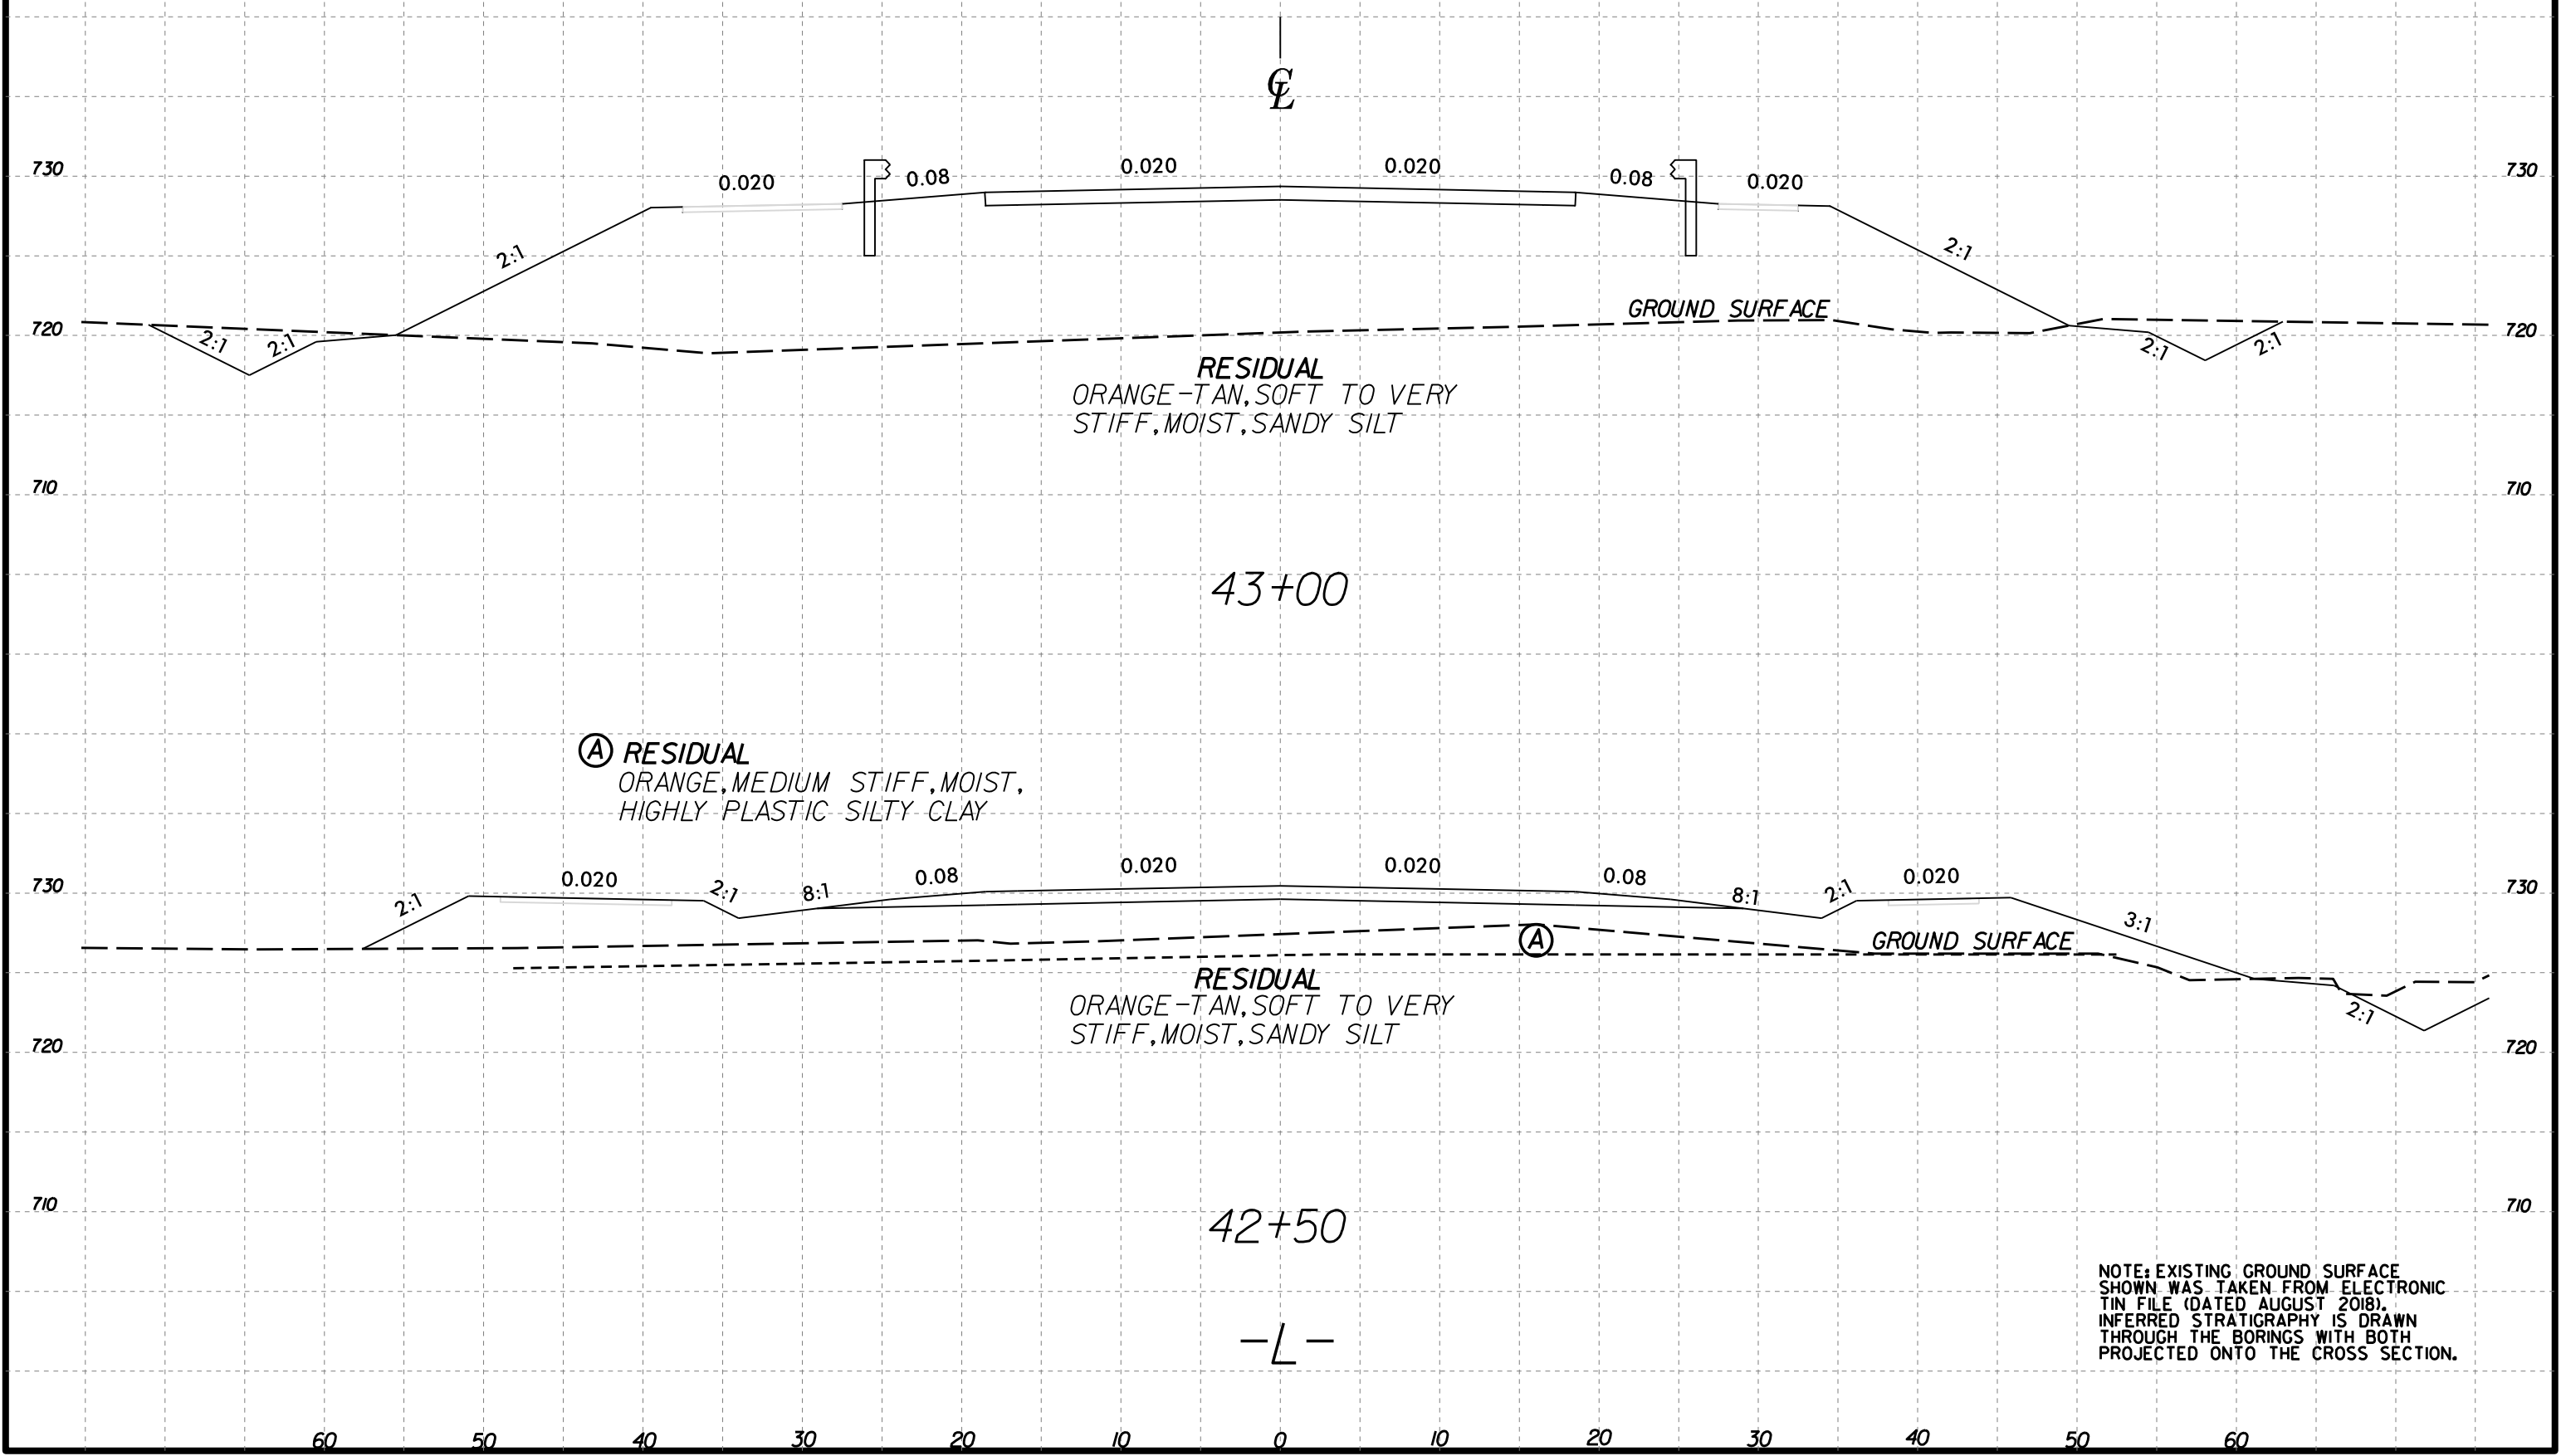 ℄
730 0.020 0.08 0.020 0.020 0.08 0.020 730
2:1 2:1
GROUND SURFACE
720 2:1 2:1 2:1 2:1 720
RESIDUAL
ORANGE-TAN, SOFT TO VERY
STIFF, MOIST, SANDY SILT
710 710
43+00
A RESIDUAL
ORANGE, MEDIUM STIFF, MOIST,
HIGHLY PLASTIC SILTY CLAY
730 2:1 0.020 2:1 8:1 0.08 0.020 0.020 0.08 8:1 2:1 0.020 3:1 730
A GROUND SURFACE
RESIDUAL
ORANGE-TAN, SOFT TO VERY
STIFF, MOIST, SANDY SILT
2:1
720 720
710 710
42+50
NOTE: EXISTING GROUND SURFACE
SHOWN WAS TAKEN FROM ELECTRONIC
TIN FILE (DATED AUGUST 2018).
INFERRED STRATIGRAPHY IS DRAWN
THROUGH THE BORINGS WITH BOTH
PROJECTED ONTO THE CROSS SECTION.
-L-
60 50 40 30 20 10 0 10 20 30 40 50 60